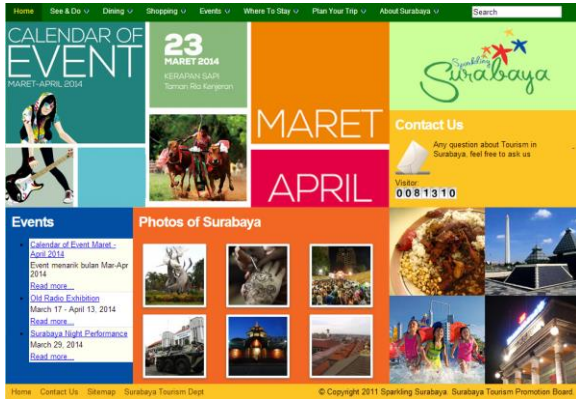 Home See & Do Dining Shopping Events Where To Stay Plan Your Trip About Surabaya Search
CALENDAR OF
EVENT
MARET-APRIL 2014
23
MARET 2014
KERAPAN SAPI
Taman Ria Kenjeran
MARET
APRIL
Sparkling
Surabaya
Contact Us
Any question about Tourism in
Surabaya, feel free to ask us
Visitor:
0081310
Events
Calendar of Event Maret -
April 2014
Event menarik bulan Mar-Apr
2014
Read more...
Old Radio Exhibition
March 17 - April 13, 2014
Read more...
Surabaya Night Performance
March 29, 2014
Read more...
Photos of Surabaya
Home Contact Us Sitemap Surabaya Tourism Dept
© Copyright 2011 Sparkling Surabaya. Surabaya Tourism Promotion Board.